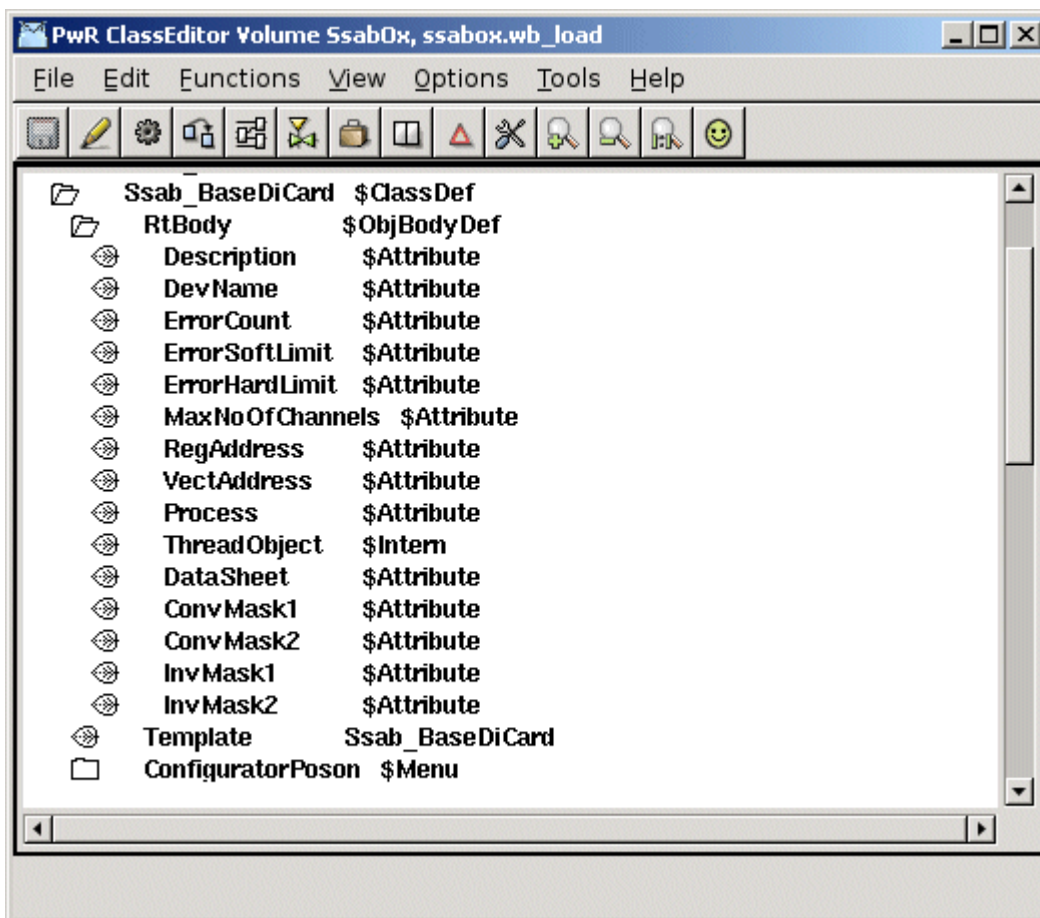 PwR ClassEditor Volume SsabOx, ssabox.wb_load
File Edit Functions View Options Tools Help
Ssab_BaseDiCard $ClassDef
RtBody $ObjBodyDef
Description $Attribute
DevName $Attribute
ErrorCount $Attribute
ErrorSoftLimit $Attribute
ErrorHardLimit $Attribute
MaxNoOfChannels $Attribute
RegAddress $Attribute
VectAddress $Attribute
Process $Attribute
ThreadObject $Intern
DataSheet $Attribute
ConvMask1 $Attribute
ConvMask2 $Attribute
InvMask1 $Attribute
InvMask2 $Attribute
Template Ssab_BaseDiCard
ConfiguratorPoson $Menu